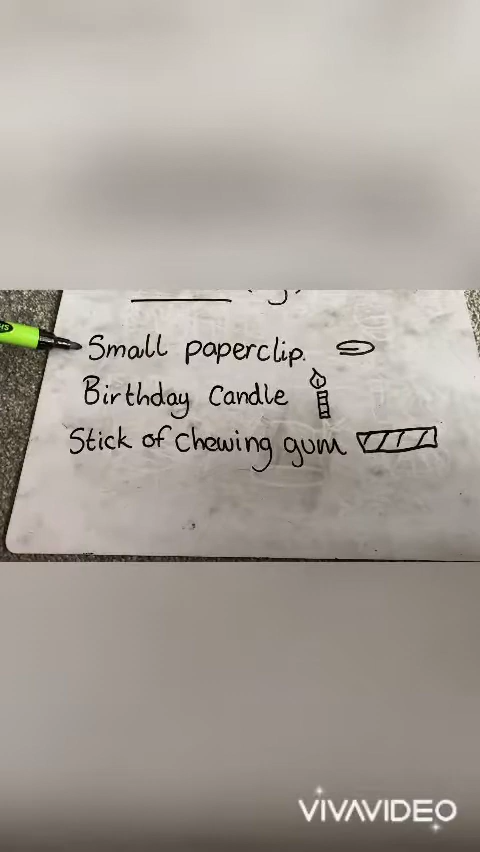 Small paperclip.
Birthday Candle
Stick of chewing gum
VIVAVIDEO